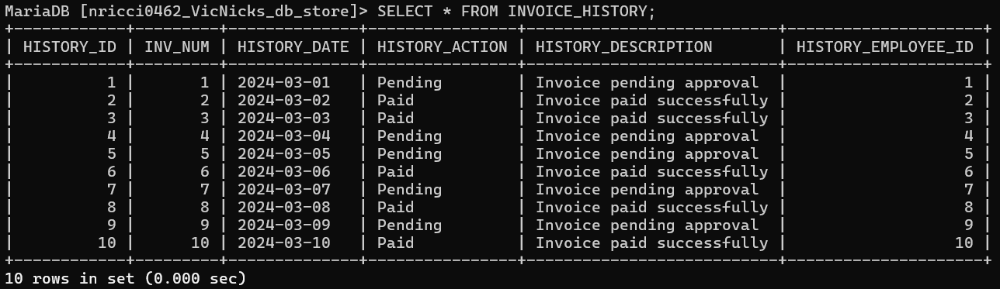 MariaDB [nricci0462_VicNicks_db_store]> SELECT * FROM INVOICE_HISTORY;
+------------+---------+--------------+----------------+---------------------------+---------------------+
| HISTORY_ID | INV_NUM | HISTORY_DATE | HISTORY_ACTION | HISTORY_DESCRIPTION       | HISTORY_EMPLOYEE_ID |
+------------+---------+--------------+----------------+---------------------------+---------------------+
|          1 |       1 | 2024-03-01   | Pending        | Invoice pending approval  |                   1 |
|          2 |       2 | 2024-03-02   | Paid           | Invoice paid successfully |                   2 |
|          3 |       3 | 2024-03-03   | Paid           | Invoice paid successfully |                   3 |
|          4 |       4 | 2024-03-04   | Pending        | Invoice pending approval  |                   4 |
|          5 |       5 | 2024-03-05   | Pending        | Invoice pending approval  |                   5 |
|          6 |       6 | 2024-03-06   | Paid           | Invoice paid successfully |                   6 |
|          7 |       7 | 2024-03-07   | Pending        | Invoice pending approval  |                   7 |
|          8 |       8 | 2024-03-08   | Paid           | Invoice paid successfully |                   8 |
|          9 |       9 | 2024-03-09   | Pending        | Invoice pending approval  |                   9 |
|         10 |      10 | 2024-03-10   | Paid           | Invoice paid successfully |                  10 |
+------------+---------+--------------+----------------+---------------------------+---------------------+
10 rows in set (0.000 sec)